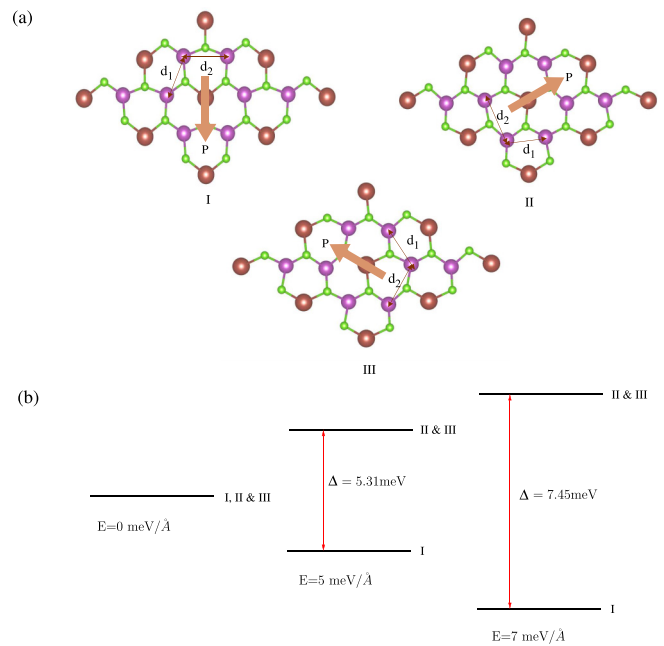 (a)
d1
d2
P
I
P
d2
d1
II
P
d1
d2
III
(b)
II & III
II & III
Δ = 5.31meV
Δ = 7.45meV
I, II & III
E=0 meV/Å
I
E=5 meV/Å
I
E=7 meV/Å